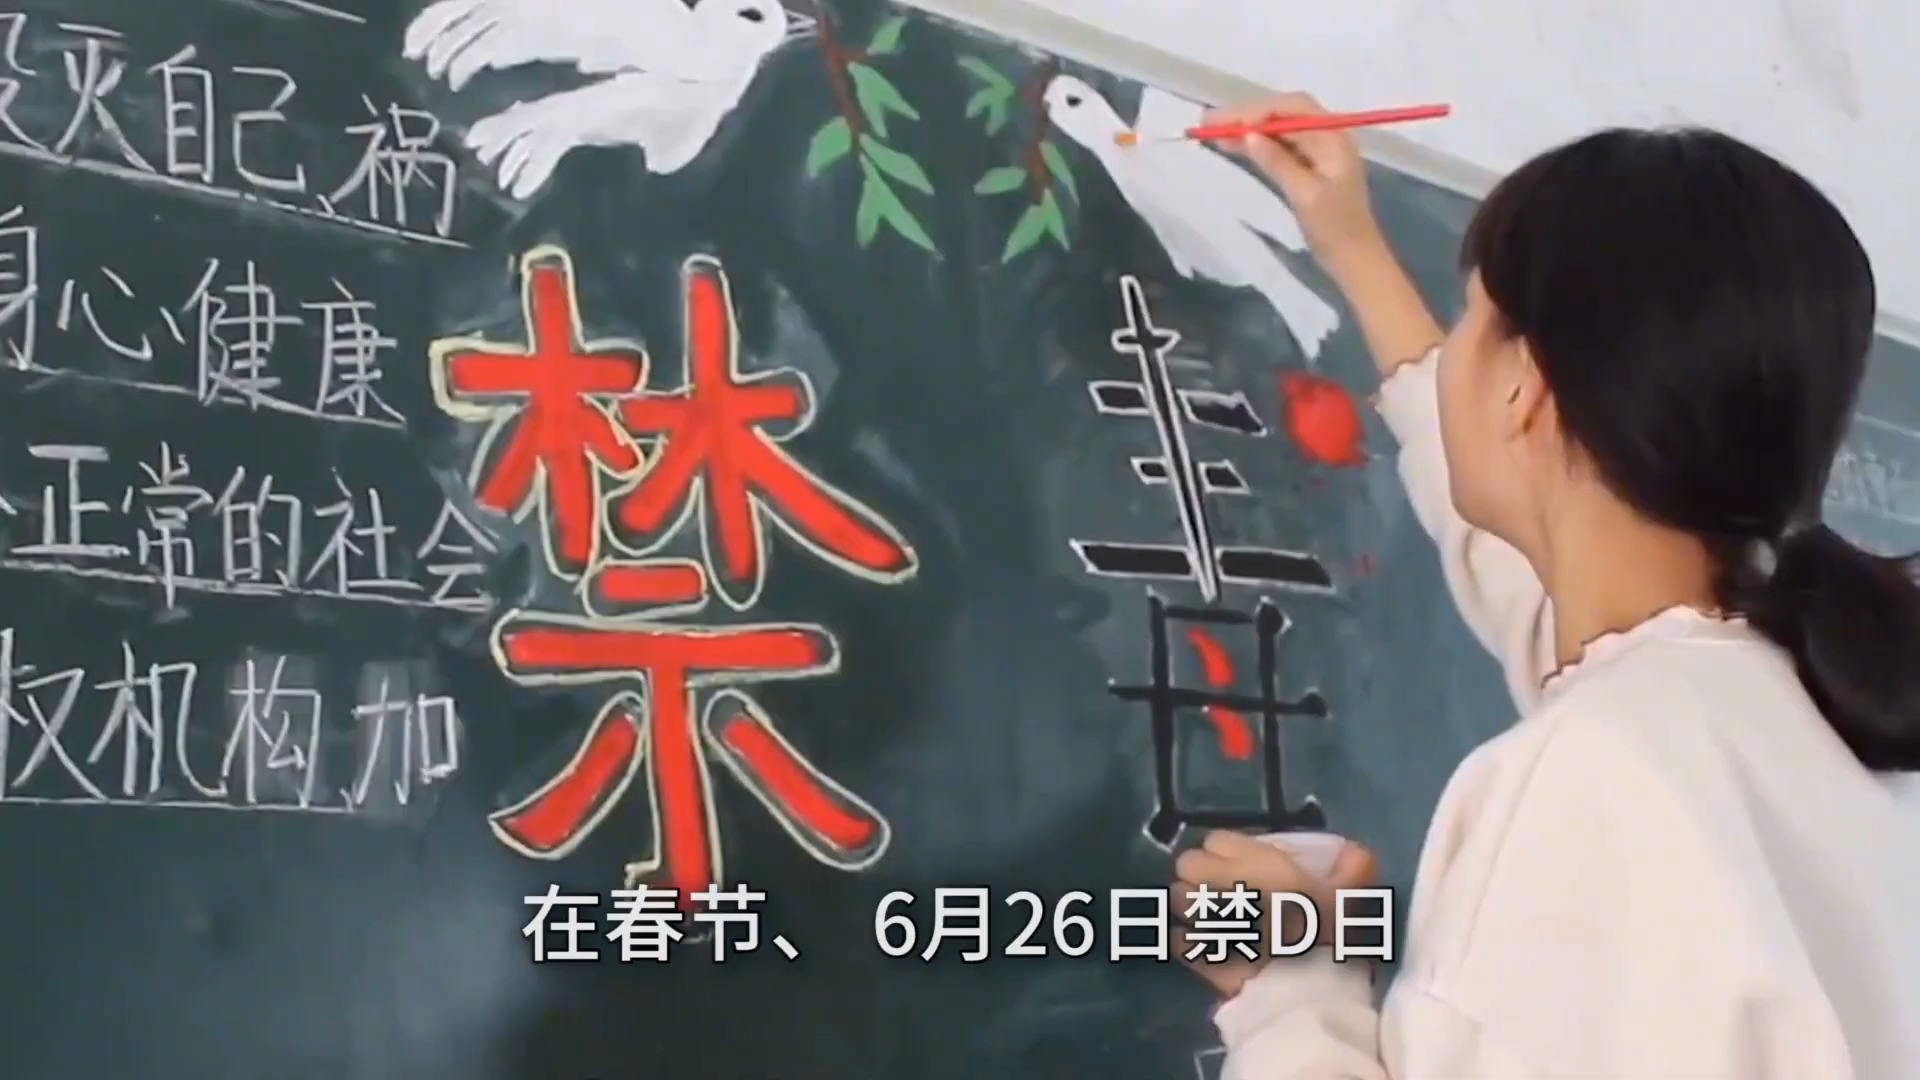 毁灭自己、祸
身心健康
正常的社会
权机构加
禁毒
在春节、 6月26日禁D日